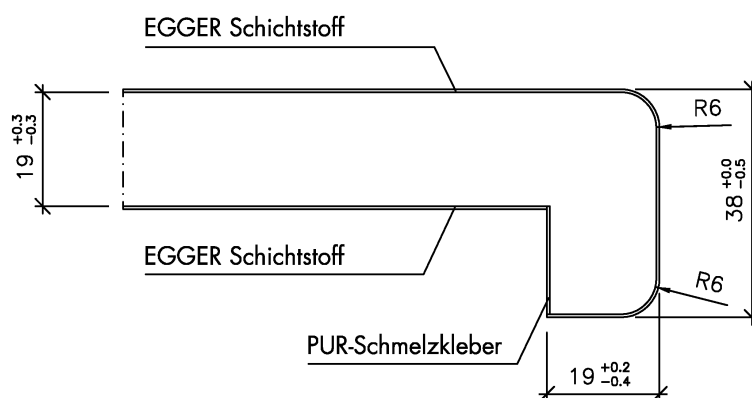 EGGER Schichtstoff
R6
19 +0.3 -0.3
38 +0.0 -0.5
EGGER Schichtstoff
R6
PUR-Schmelzkleber
19 +0.2 -0.4